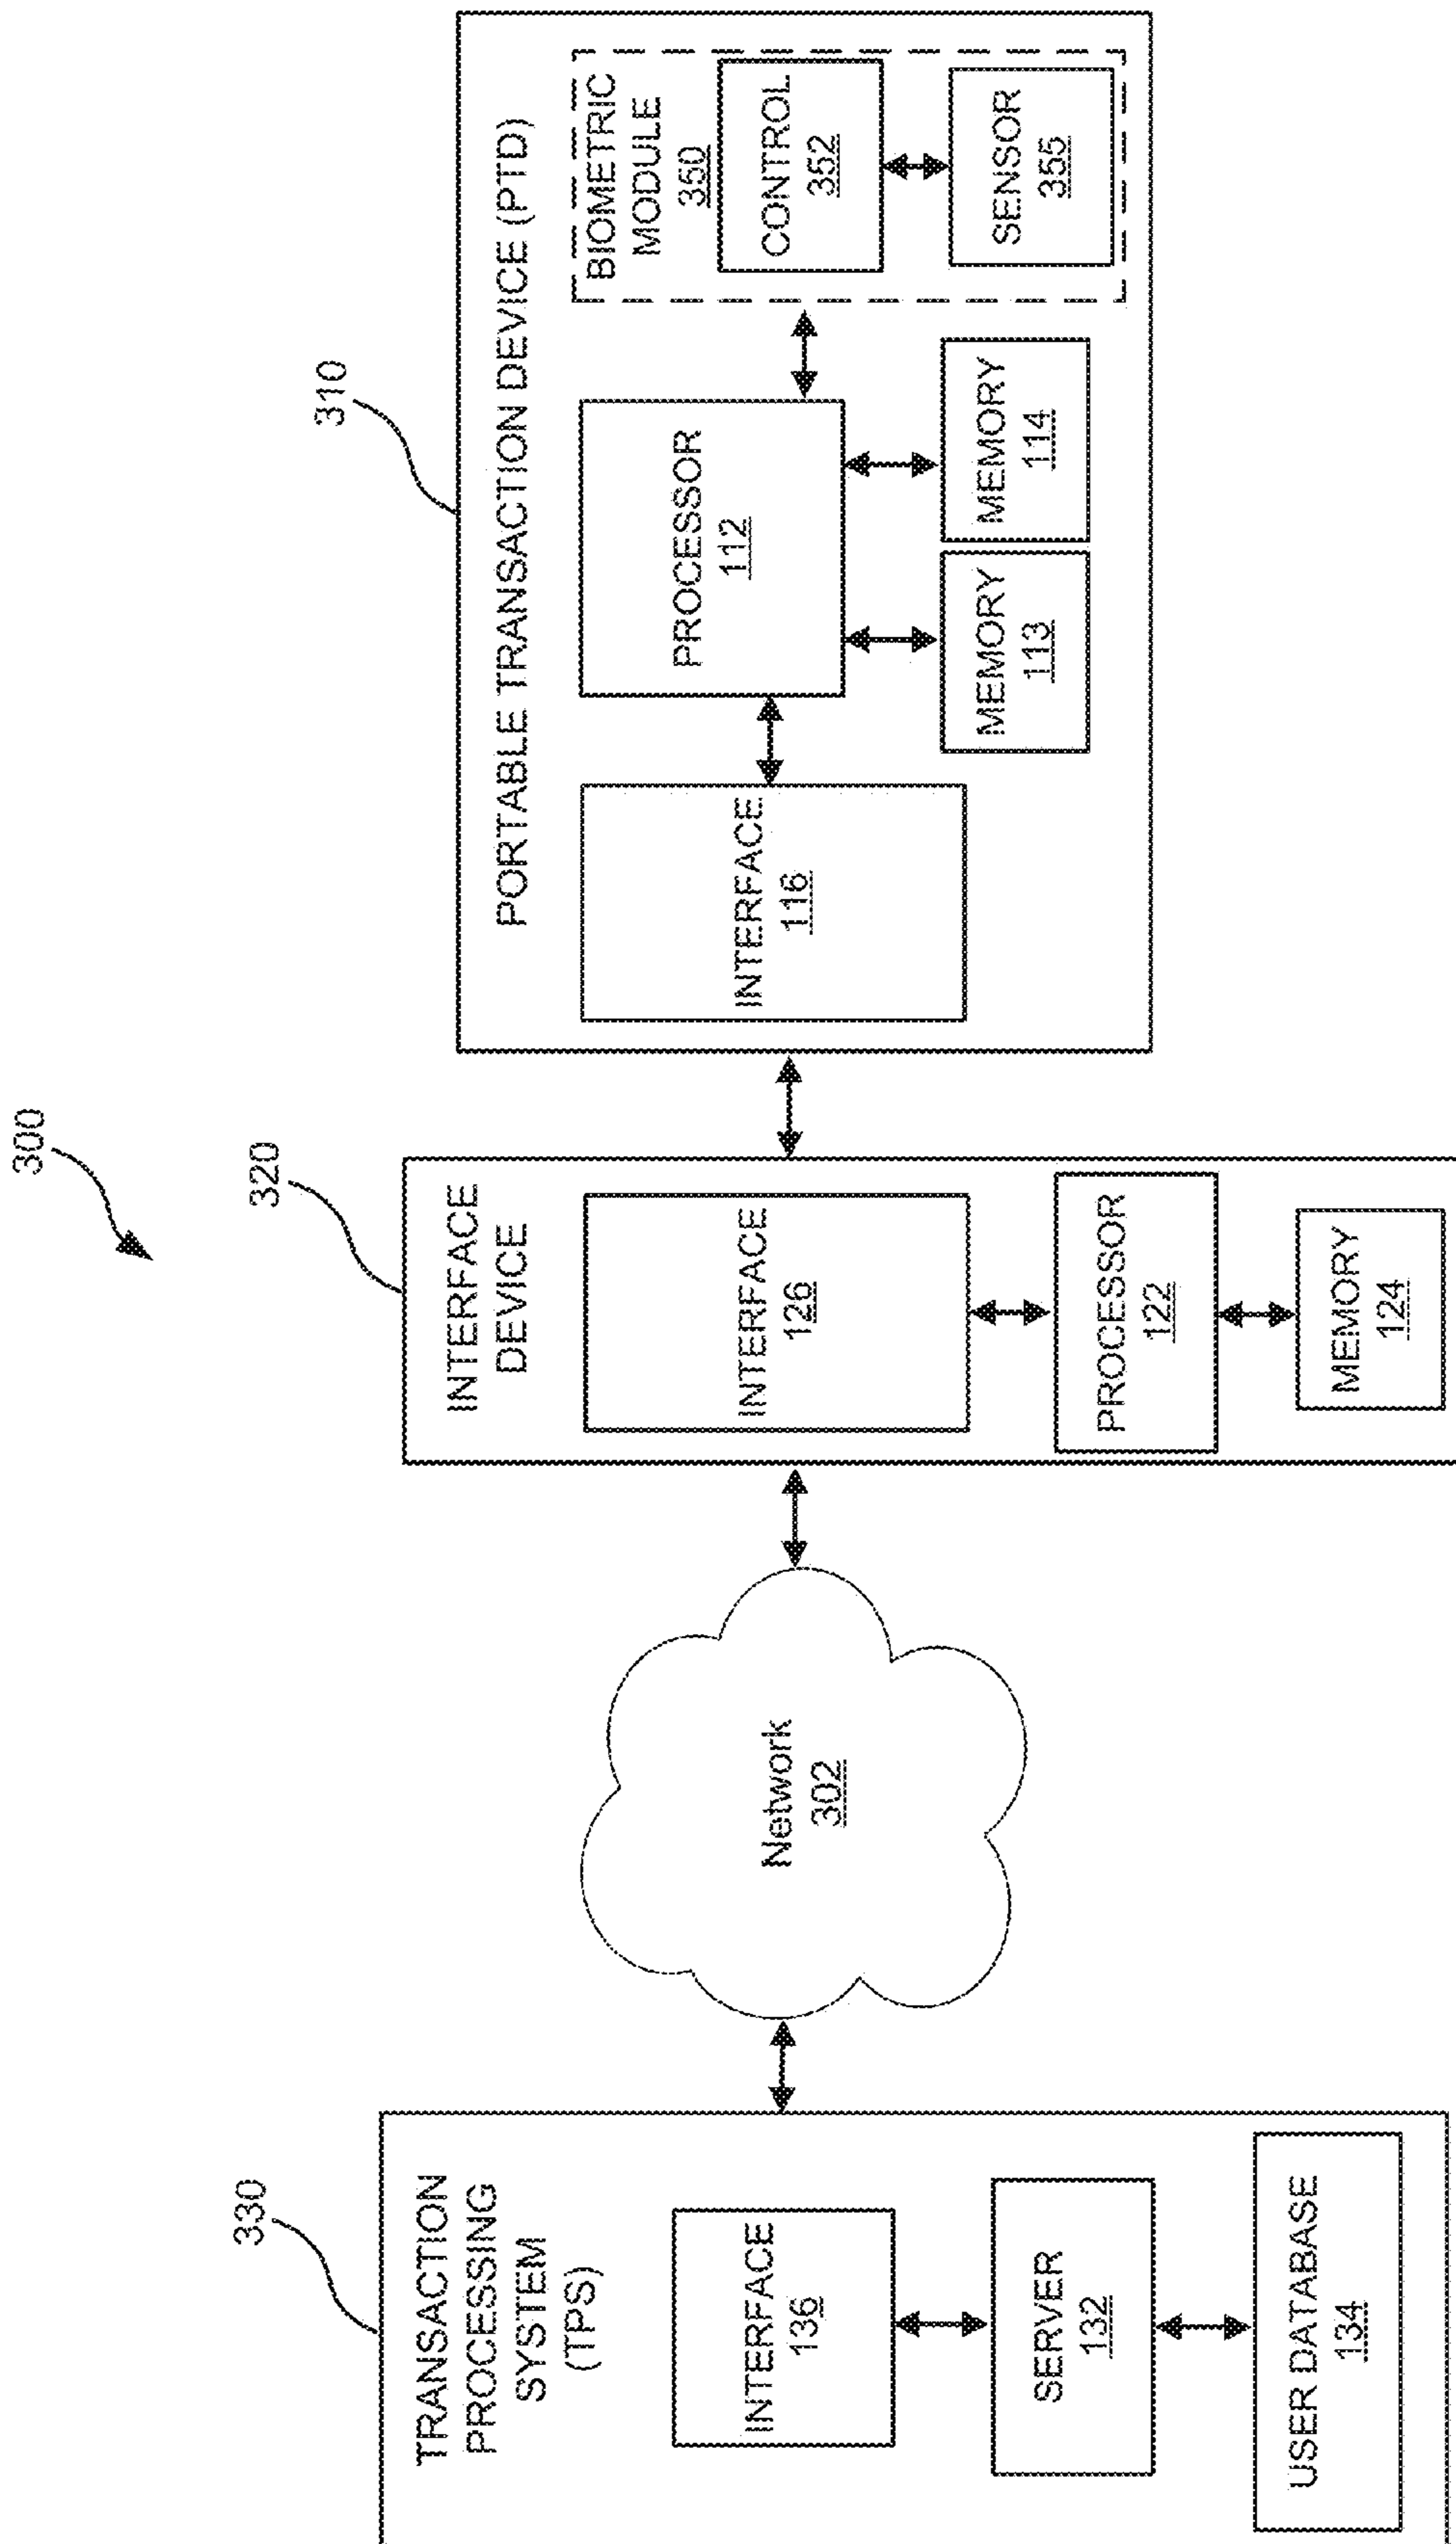 300
330
TRANSACTION
PROCESSING
SYSTEM
(TPS)
INTERFACE
136
SERVER
132
USER DATABASE
134
Network
302
320
INTERFACE
DEVICE
INTERFACE
126
PROCESSOR
122
MEMORY
124
310
PORTABLE TRANSACTION DEVICE (PTD)
INTERFACE
116
PROCESSOR
112
MEMORY
113
MEMORY
114
BIOMETRIC
MODULE
350
CONTROL
352
SENSOR
355